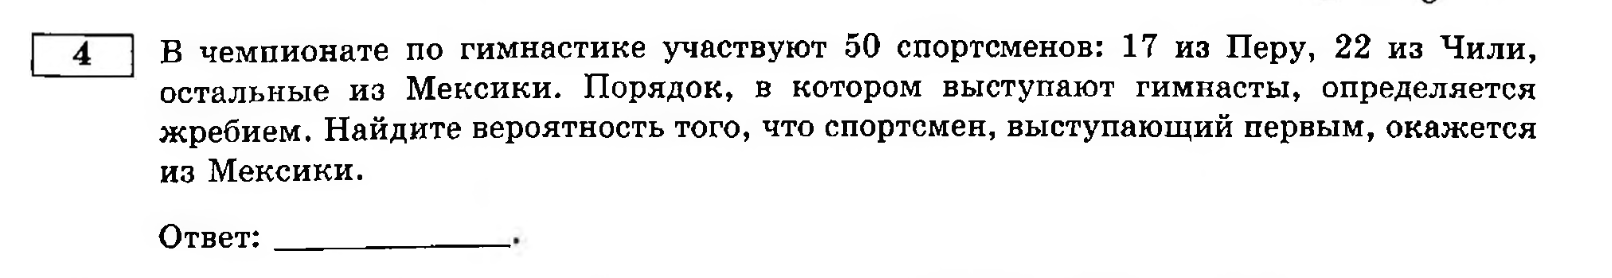 4
В чемпионате по гимнастике участвуют 50 спортсменов: 17 из Перу, 22 из Чили,
остальные из Мексики. Порядок, в котором выступают гимнасты, определяется
жребием. Найдите вероятность того, что спортсмен, выступающий первым, окажется
из Мексики.
Ответ: ______________.